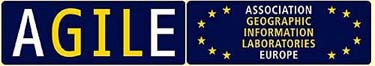 AGILE
ASSOCIATION
GEOGRAPHIC
INFORMATION
LABORATORIES
EUROPE